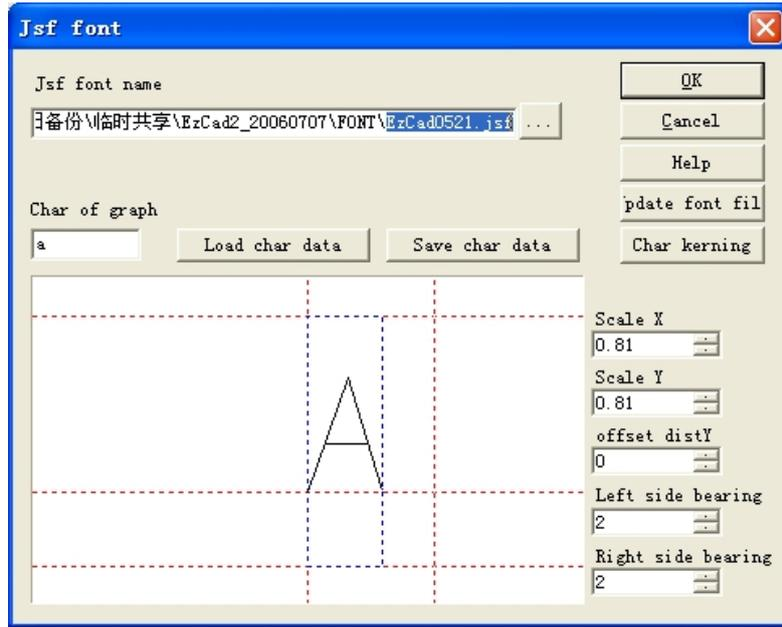 Jsf font
Jsf font name
日备份\临时共享\EzCad2_20060707\FONT\EzCad0521.jsf
...
OK
Cancel
Help
pdate font fil
Char kerning
Char of graph
a
Load char data
Save char data
A
Scale X
0.81
Scale Y
0.81
offset distY
0
Left side bearing
2
Right side bearing
2